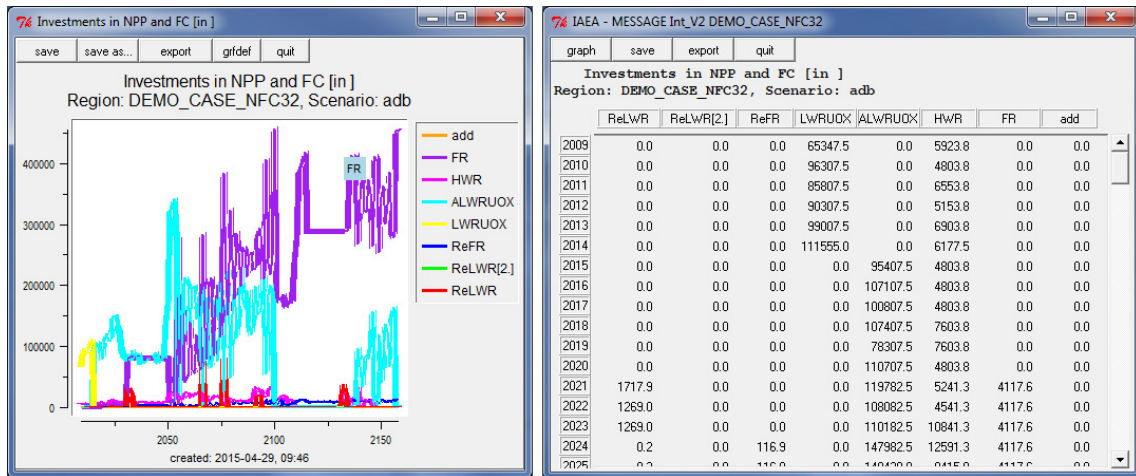 Investments in NPP and FC [in ]
save save as... export grfdef quit
Investments in NPP and FC [in ]
Region: DEMO_CASE_NFC32, Scenario: adb
400000
300000
200000
100000
0
2050 2100 2150
created: 2015-04-29, 09:46
FR
add
FR
HWR
ALWRUOX
LWRUOX
ReFR
ReLWR[2.]
ReLWR
IAEA - MESSAGE Int_V2 DEMO_CASE_NFC32
graph save export quit
Investments in NPP and FC [in ]
Region: DEMO_CASE_NFC32, Scenario: adb
ReLWR ReLWR[2.] ReFR LWRUOX ALWRUOX HWR FR add
2009 0.0 0.0 0.0 65347.5 0.0 5923.8 0.0 0.0
2010 0.0 0.0 0.0 96307.5 0.0 4803.8 0.0 0.0
2011 0.0 0.0 0.0 85807.5 0.0 6553.8 0.0 0.0
2012 0.0 0.0 0.0 90307.5 0.0 5153.8 0.0 0.0
2013 0.0 0.0 0.0 99007.5 0.0 6903.8 0.0 0.0
2014 0.0 0.0 0.0 111555.0 0.0 6177.5 0.0 0.0
2015 0.0 0.0 0.0 0.0 95407.5 4803.8 0.0 0.0
2016 0.0 0.0 0.0 0.0 107107.5 4803.8 0.0 0.0
2017 0.0 0.0 0.0 0.0 100807.5 4803.8 0.0 0.0
2018 0.0 0.0 0.0 0.0 107407.5 7603.8 0.0 0.0
2019 0.0 0.0 0.0 0.0 78307.5 7603.8 0.0 0.0
2020 0.0 0.0 0.0 0.0 110707.5 4803.8 0.0 0.0
2021 1717.9 0.0 0.0 0.0 119782.5 5241.3 4117.6 0.0
2022 1269.0 0.0 0.0 0.0 108082.5 4541.3 4117.6 0.0
2023 1269.0 0.0 0.0 0.0 110182.5 10841.3 4117.6 0.0
2024 0.2 0.0 116.9 0.0 147982.5 12591.3 4117.6 0.0
2025